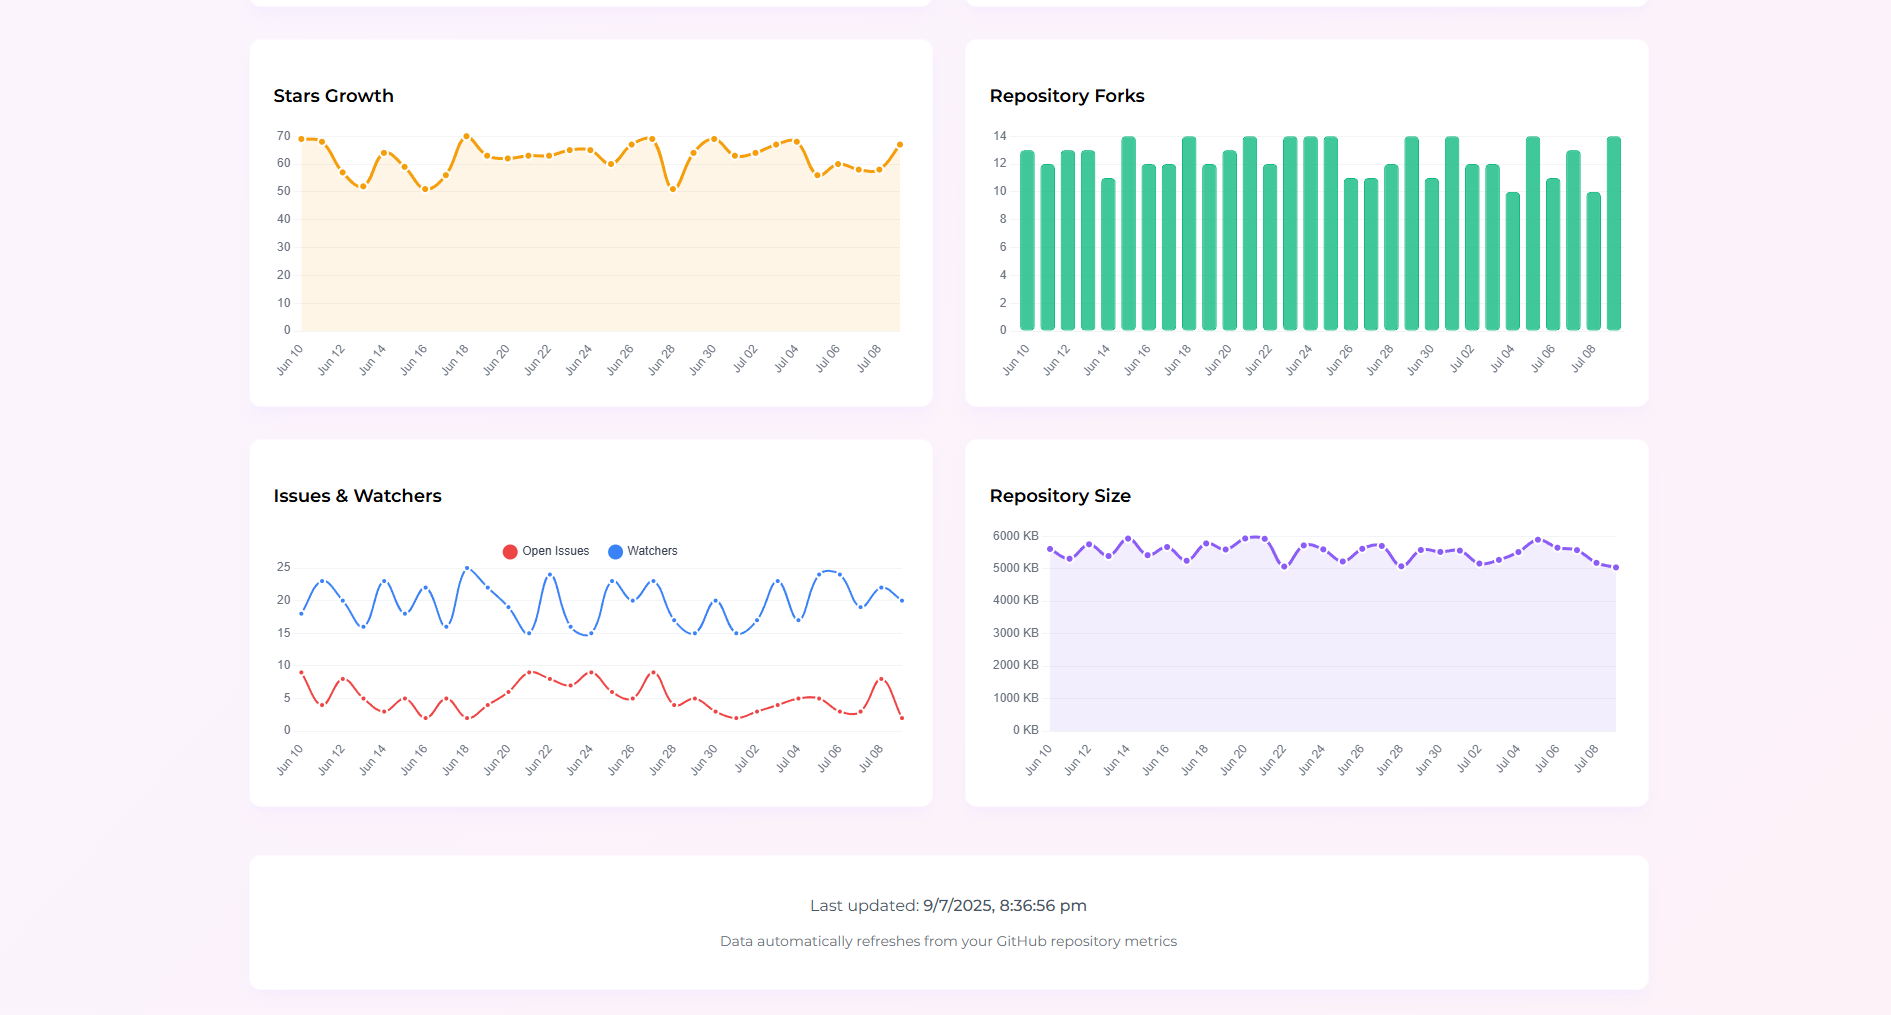 Stars Growth
70
60
50
40
30
20
10
0
Jun 10 Jun 12 Jun 14 Jun 16 Jun 18 Jun 20 Jun 22 Jun 24 Jun 26 Jun 28 Jun 30 Jul 02 Jul 04 Jul 06 Jul 08
Repository Forks
14
12
10
8
6
4
2
0
Jun 10 Jun 12 Jun 14 Jun 16 Jun 18 Jun 20 Jun 22 Jun 24 Jun 26 Jun 28 Jun 30 Jul 02 Jul 04 Jul 06 Jul 08
Issues & Watchers
Open Issues Watchers
25
20
15
10
5
0
Jun 10 Jun 12 Jun 14 Jun 16 Jun 18 Jun 20 Jun 22 Jun 24 Jun 26 Jun 28 Jun 30 Jul 02 Jul 04 Jul 06 Jul 08
Repository Size
6000 KB
5000 KB
4000 KB
3000 KB
2000 KB
1000 KB
0 KB
Jun 10 Jun 12 Jun 14 Jun 16 Jun 18 Jun 20 Jun 22 Jun 24 Jun 26 Jun 28 Jun 30 Jul 02 Jul 04 Jul 06 Jul 08
Last updated: 9/7/2025, 8:36:56 pm
Data automatically refreshes from your GitHub repository metrics